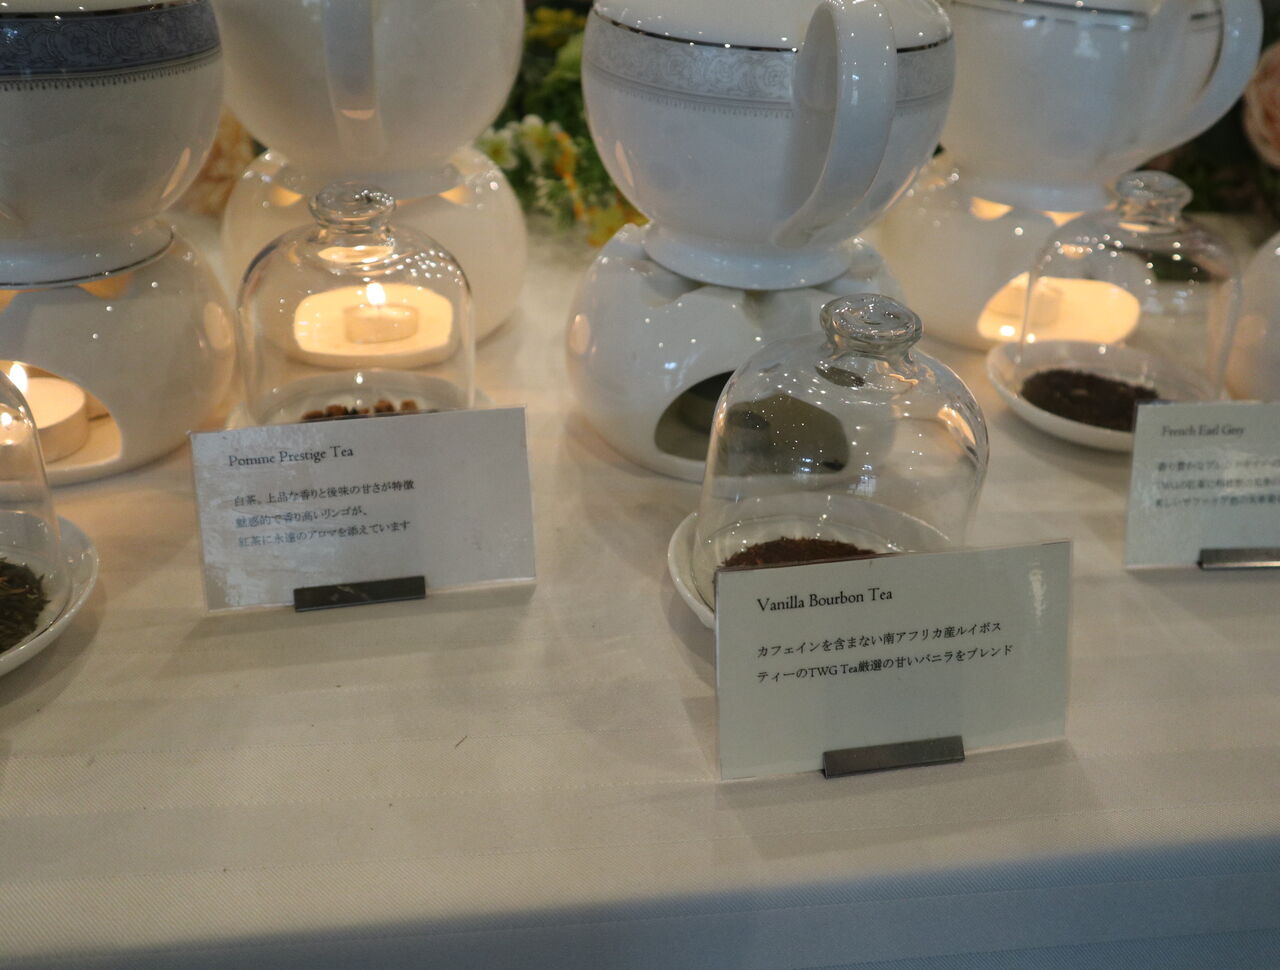 Pomme Prestige Tea
白茶。上品な香りと後味の甘さが特徴
魅惑的で香り高いリンゴが、
紅茶に永遠のアロマを添えています
Vanilla Bourbon Tea
カフェインを含まない南アフリカ産ルイボス
ティーのTWG Tea厳選の甘いバニラをブレンド
French Earl Grey